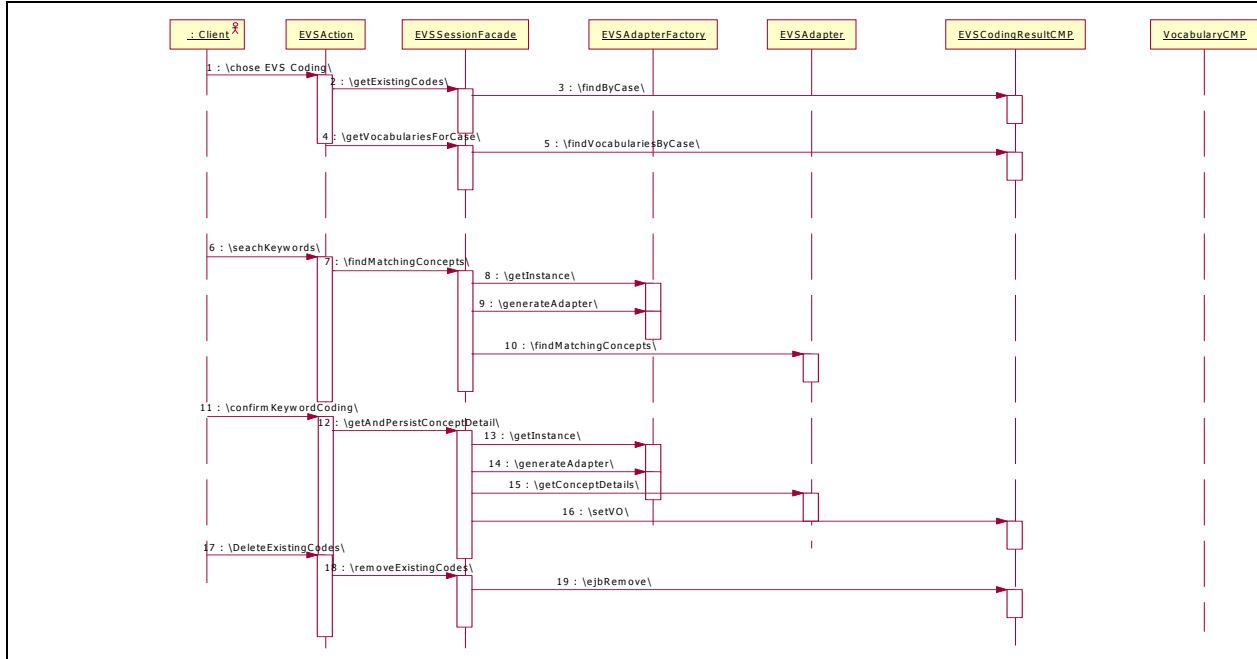 : Client
EVSAction
EVSSessionFacade
EVSAdapterFactory
EVSAdapter
EVSCodingResultCMP
VocabularyCMP
1 : \chose EVS Coding\
2 : \getExistingCodes\
3 : \findByCase\
4 : \getVocabulariesForCase\
5 : \findVocabulariesByCase\
6 : \seachKeywords\
7 : \findMatchingConcepts\
8 : \getInstance\
9 : \generateAdapter\
10 : \findMatchingConcepts\
11 : \confirmKeywordCoding\
12 : \getAndPersistConceptDetail\
13 : \getInstance\
14 : \generateAdapter\
15 : \getConceptDetails\
16 : \setVO\
17 : \DeleteExistingCodes\
18 : \removeExistingCodes\
19 : \ejbRemove\